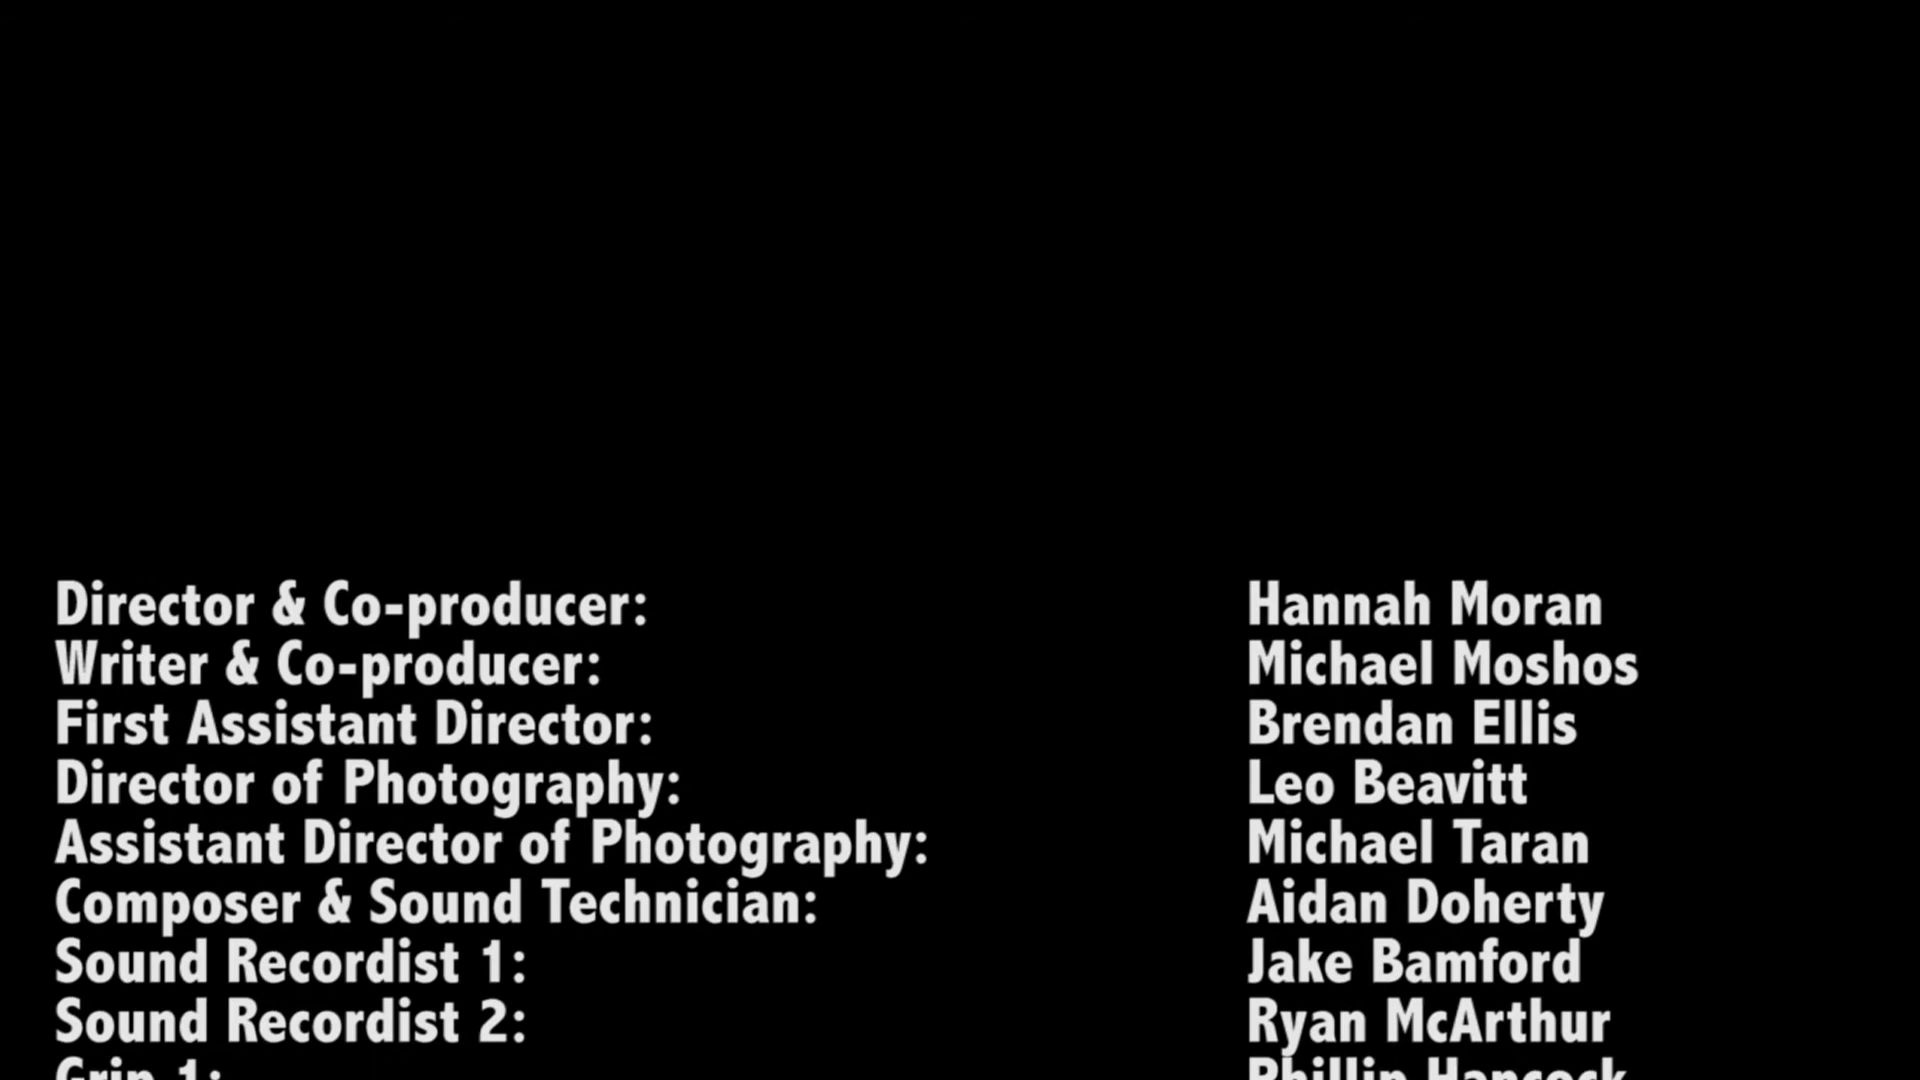 Director & Co-producer: Hannah Moran
Writer & Co-producer: Michael Moshos
First Assistant Director: Brendan Ellis
Director of Photography: Leo Beavitt
Assistant Director of Photography: Michael Taran
Composer & Sound Technician: Aidan Doherty
Sound Recordist 1: Jake Bamford
Sound Recordist 2: Ryan McArthur
Grip 1: Phillip Hancock